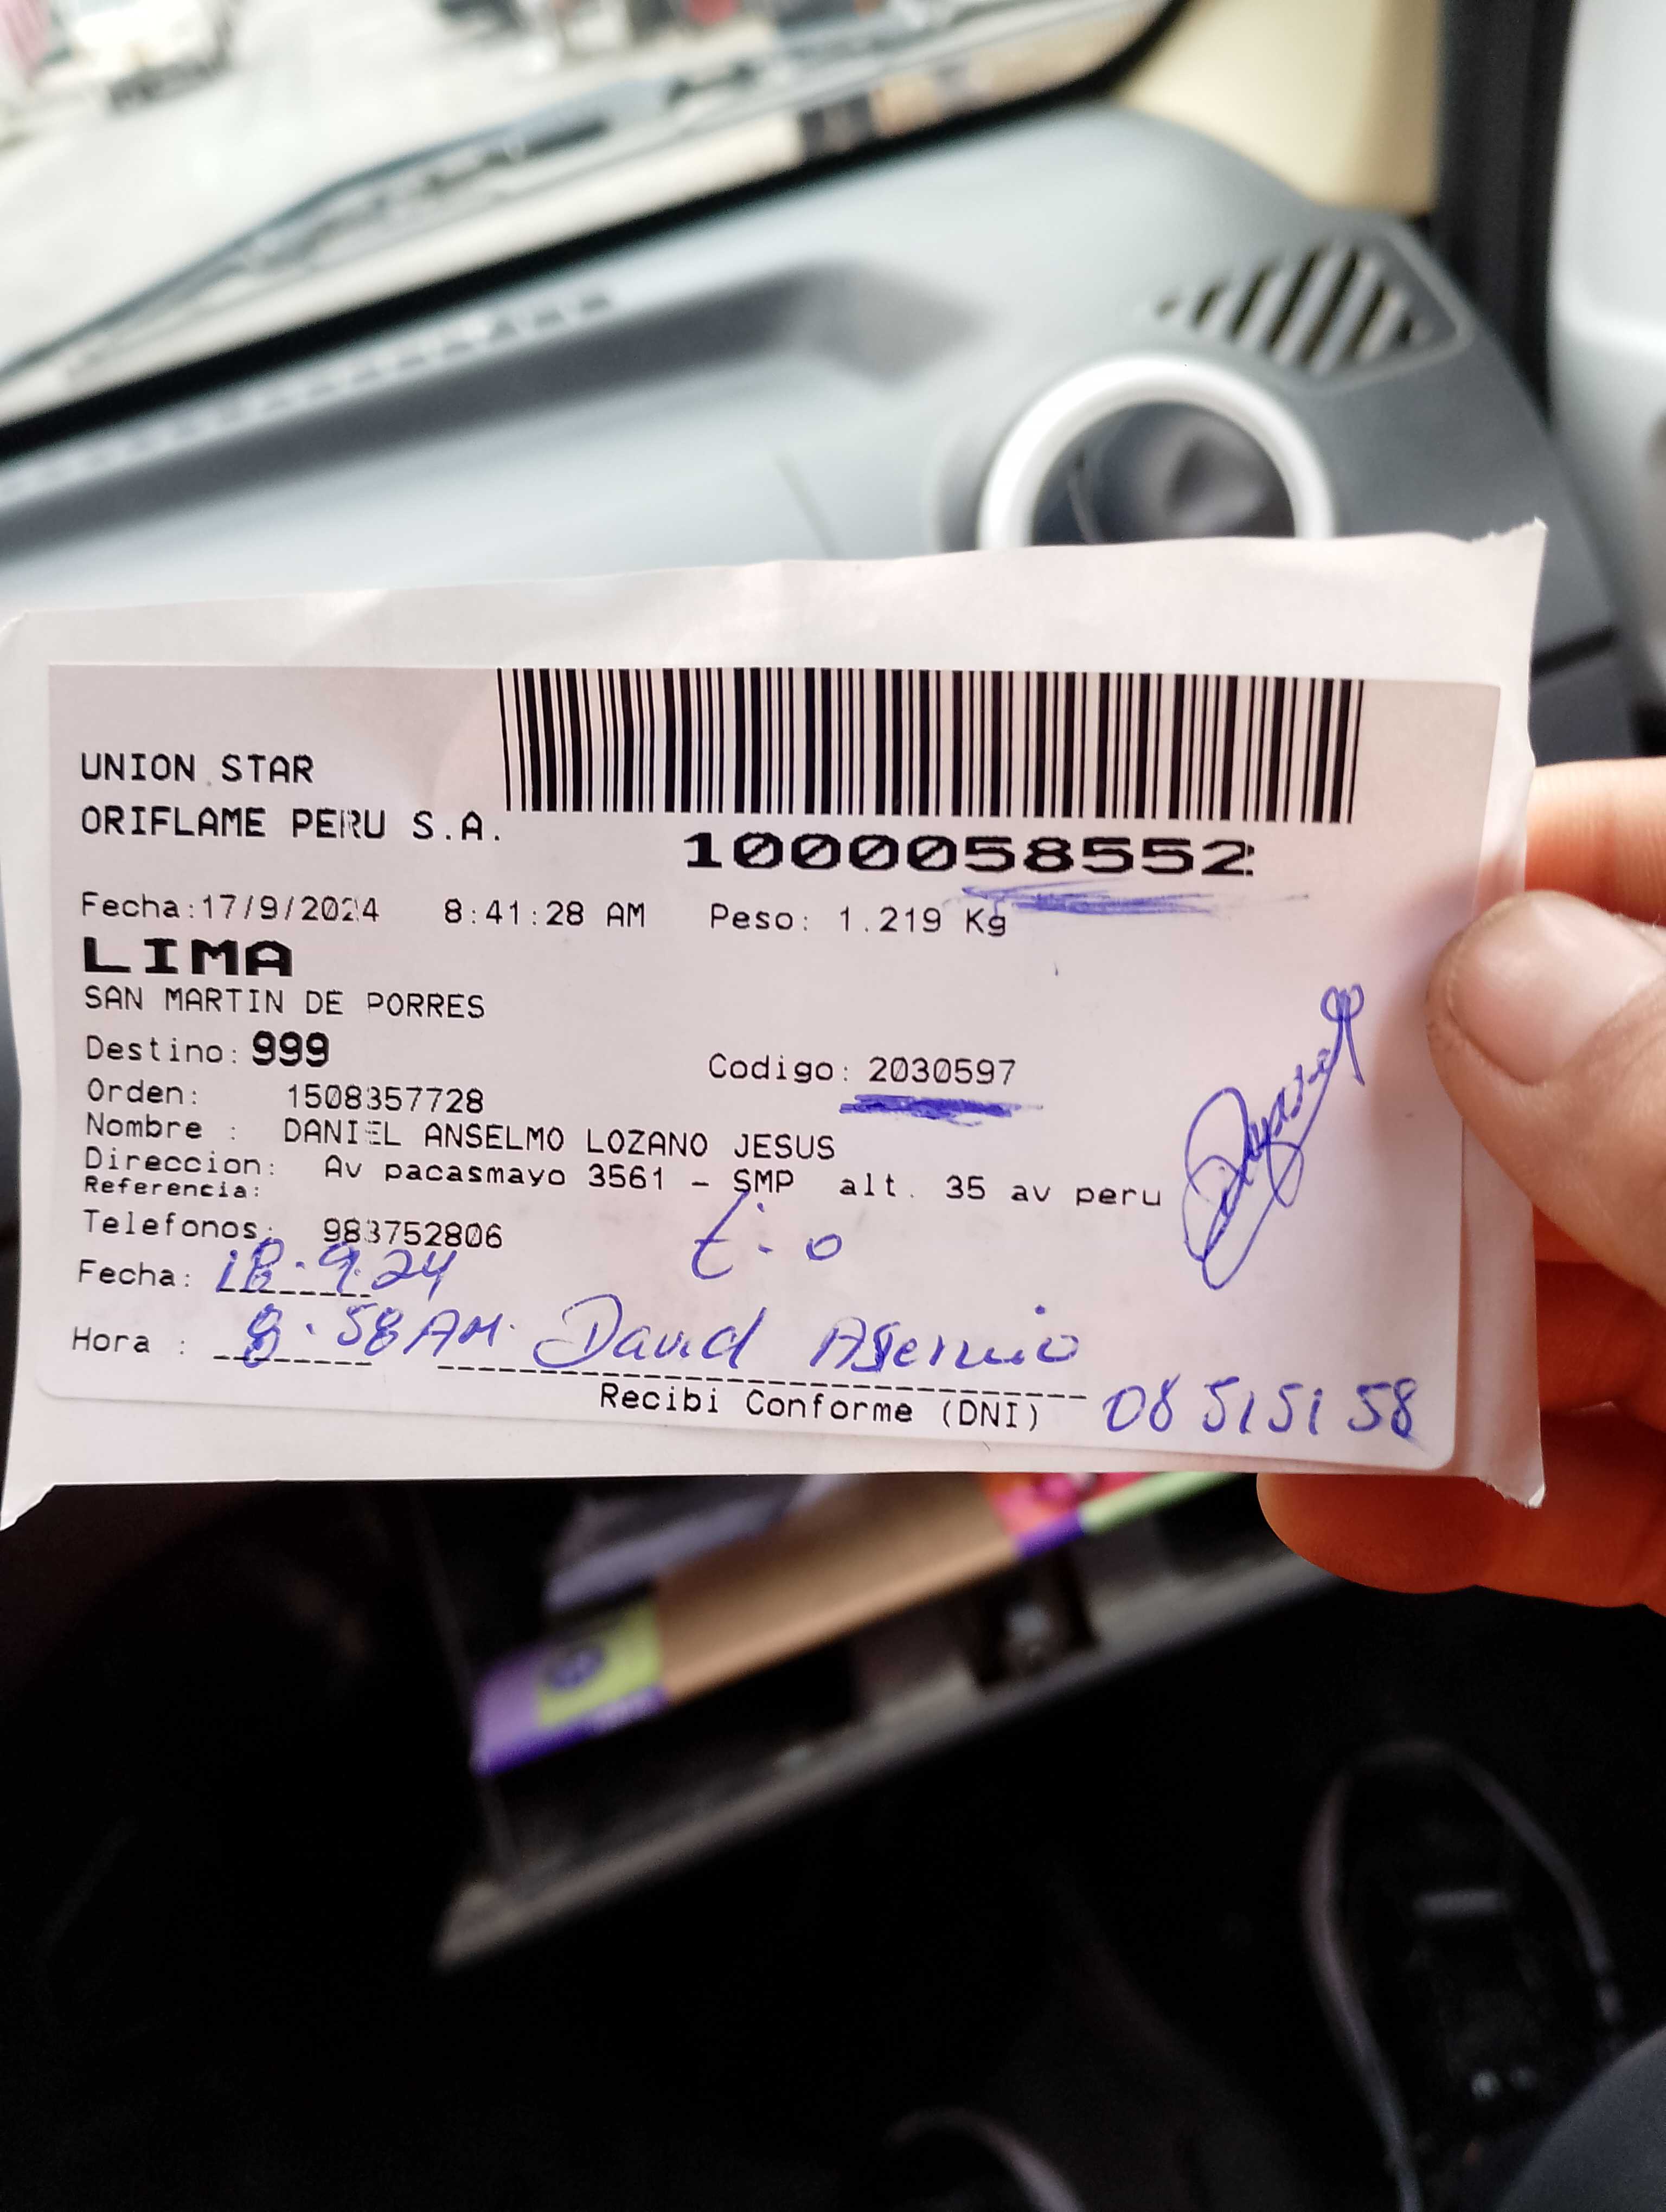 UNION STAR
ORIFLAME PERU S.A.
1000058552
Fecha:17/9/2024 8:41:28 AM Peso: 1.219 Kg
LIMA
SAN MARTIN DE PORRES
Destino: 999 Codigo: 2030597
Orden: 1508357728
Nombre : DANIEL ANSELMO LOZANO JESUS
Direccion: Av pacasmayo 3561 - SMP alt. 35 av peru
Referencia:
Telefonos: 983752806
Fecha: 18.9.24
Hora : 8.58 AM. David
Recibi Conforme (DNI) 08515158